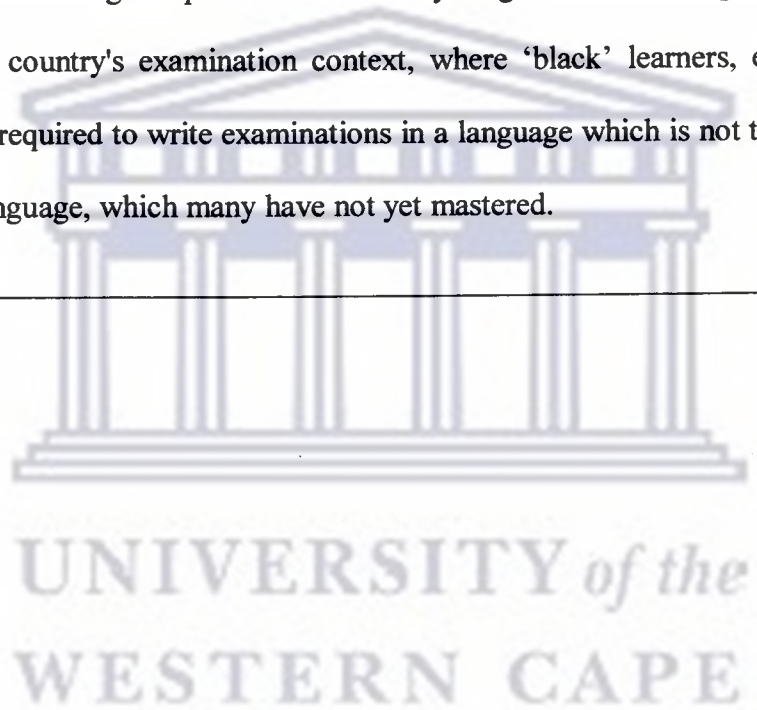 country's examination context, where ‘black’ learners,
required to write examinations in a language which is not
which many have not yet mastered.
UNIVERSITY of the
WESTERN CAPE